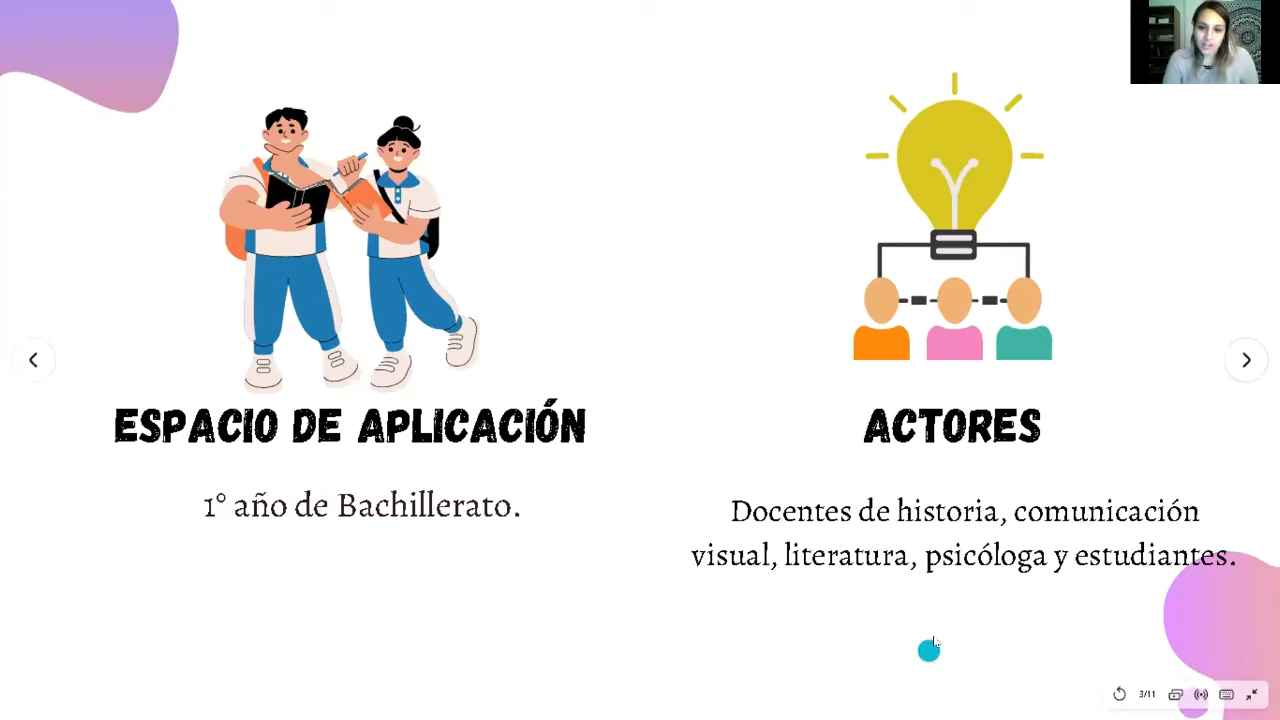 ESPACIO DE APLICACIÓN
1° año de Bachillerato.
ACTORES
Docentes de historia, comunicación
visual, literatura, psicóloga y estudiantes.
3/11